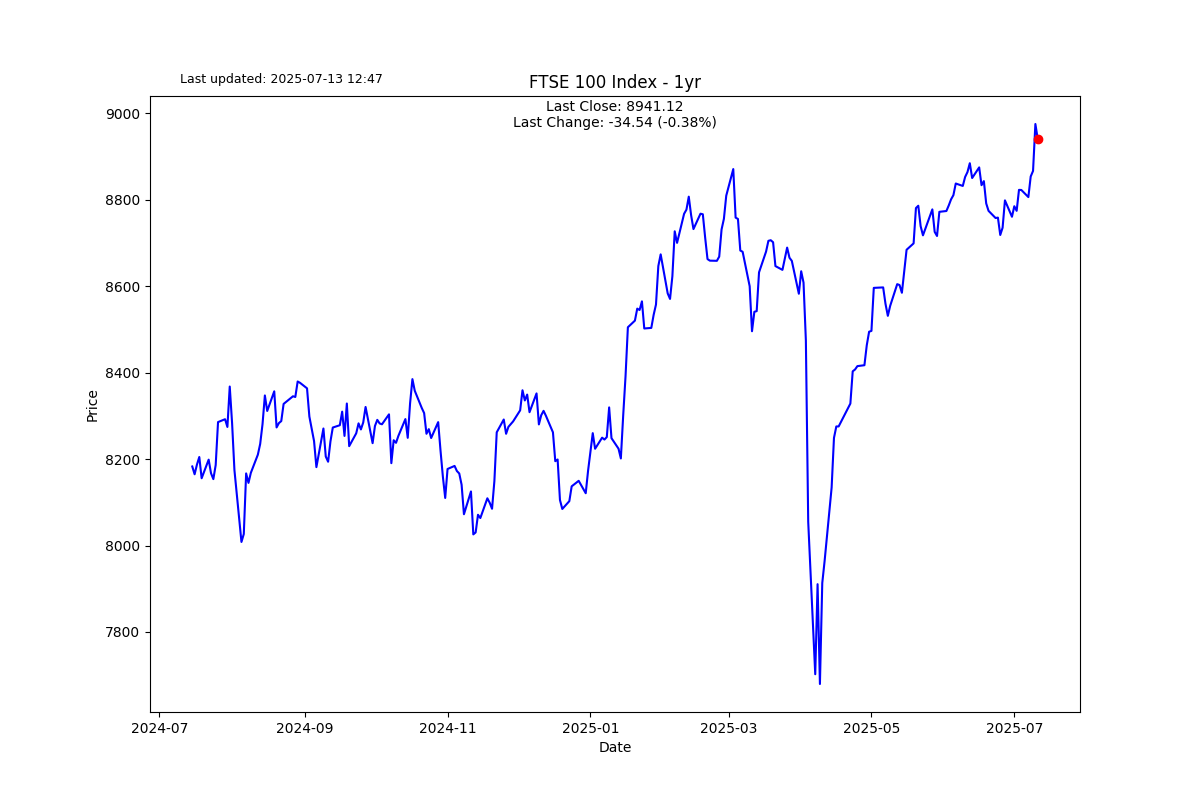 Last updated: 2025-07-13 12:47
FTSE 100 Index - 1yr
Last Close: 8941.12
Last Change: -34.54 (-0.38%)
Price
9000
8800
8600
8400
8200
8000
7800
2024-07 2024-09 2024-11 2025-01 2025-03 2025-05 2025-07
Date